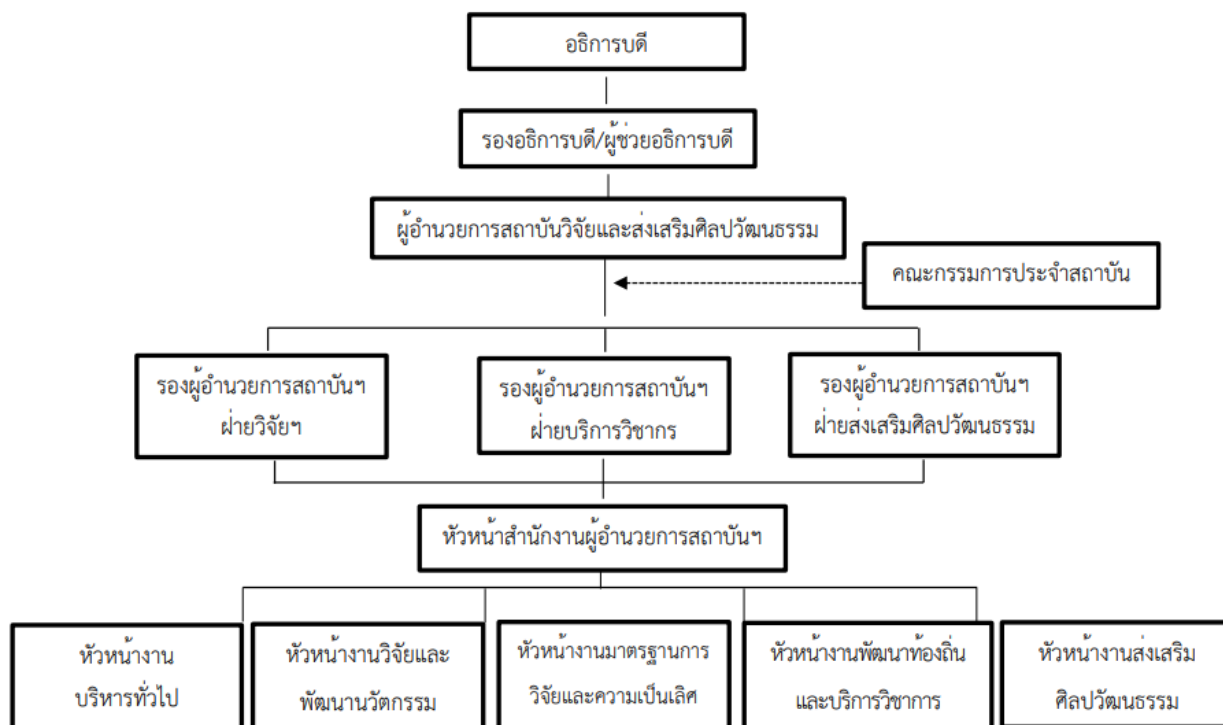 อธิการบดี
รองอธิการบดี/ผู้ช่วยอธิการบดี
ผู้อำนวยการสถาบันวิจัยและส่งเสริมศิลปวัฒนธรรม
คณะกรรมการประจำสถาบัน
รองผู้อำนวยการสถาบันฯ
ฝ่ายวิจัยฯ
รองผู้อำนวยการสถาบันฯ
ฝ่ายบริการวิชากร
รองผู้อำนวยการสถาบันฯ
ฝ่ายส่งเสริมศิลปวัฒนธรรม
หัวหน้าสำนักงานผู้อำนวยการสถาบันฯ
หัวหน้างาน
บริหารทั่วไป
หัวหน้างานวิจัยและ
พัฒนานวัตกรรม
หัวหน้างานมาตรฐานการ
วิจัยและความเป็นเลิศ
หัวหน้างานพัฒนาท้องถิ่น
และบริการวิชาการ
หัวหน้างานส่งเสริม
ศิลปวัฒนธรรม